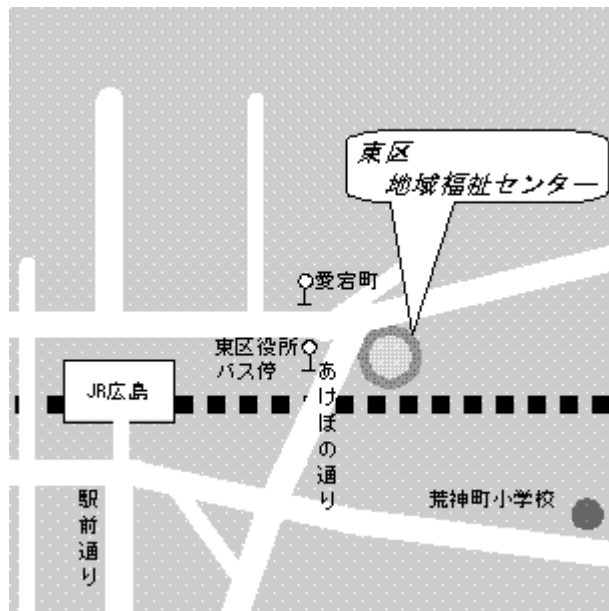 東区
地域福祉センター
愛宕町
東区役所
バス停
JR広島
あけぼの通り
駅前通り
荒神町小学校